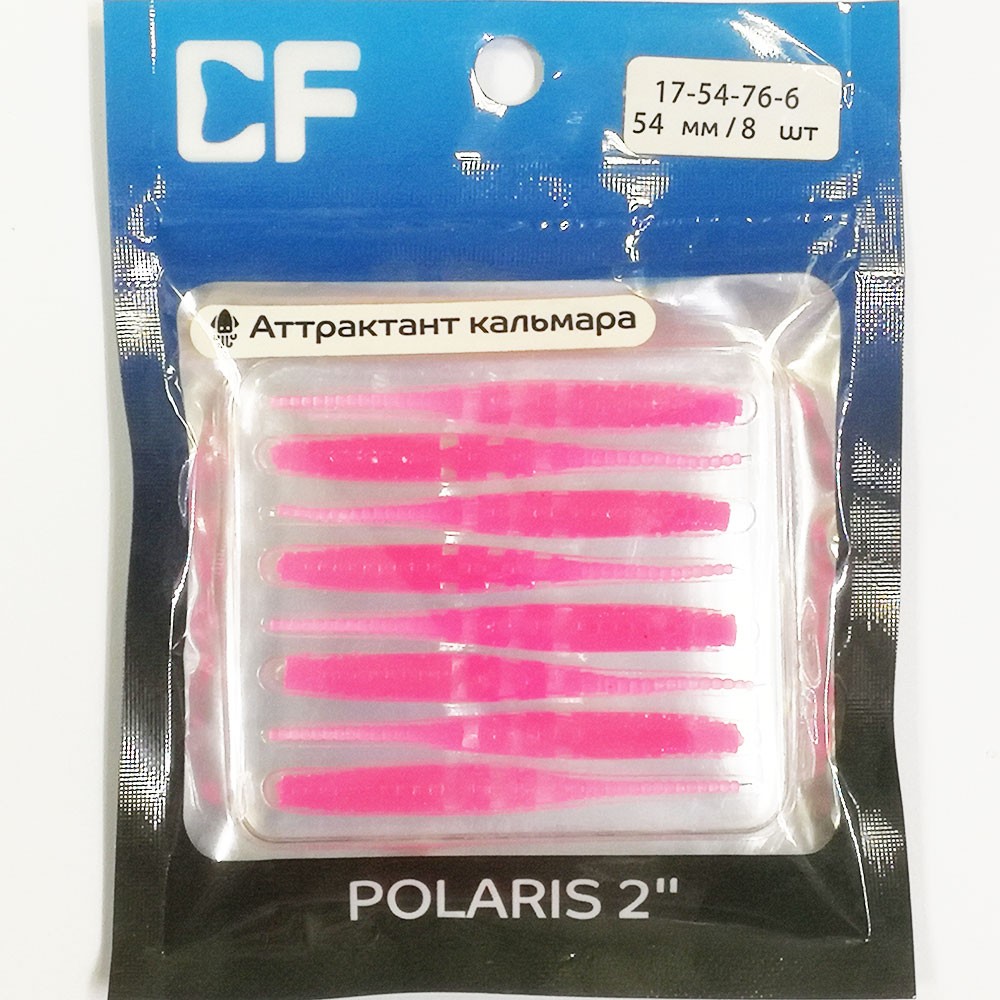 CF
17-54-76-6
54 мм / 8 шт
Аттрактант кальмара
POLARIS 2"